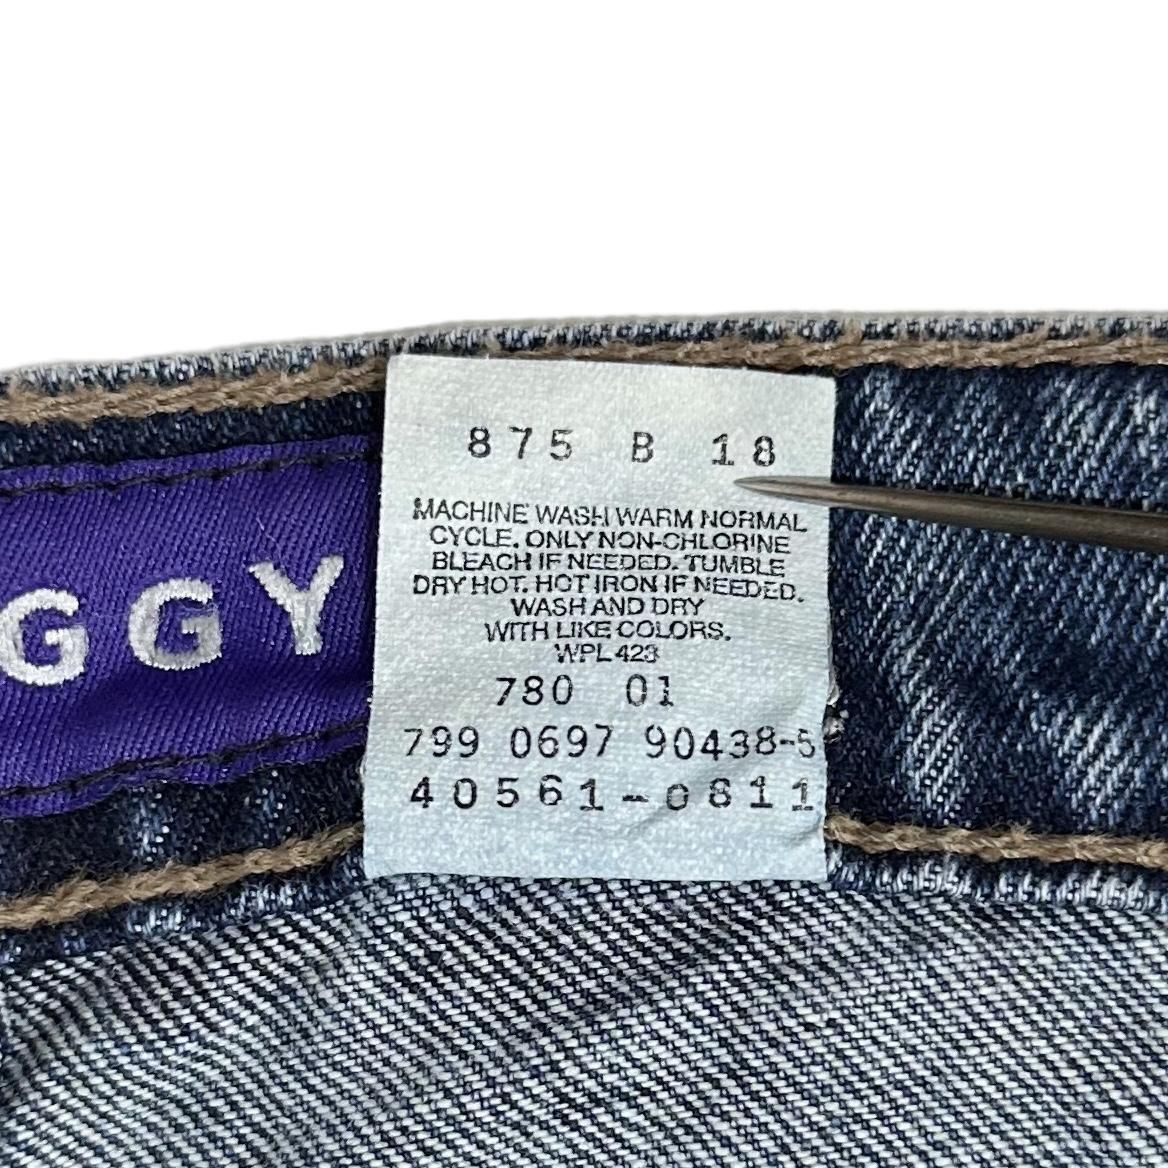 875 B 18
MACHINE WASH WARM NORMAL
CYCLE. ONLY NON-CHLORINE
BLEACH IF NEEDED. TUMBLE
DRY HOT. HOT IRON IF NEEDED.
WASH AND DRY
WITH LIKE COLORS.
WPL 423
780 01
799 0697 90438-5
40561-0811
GGY